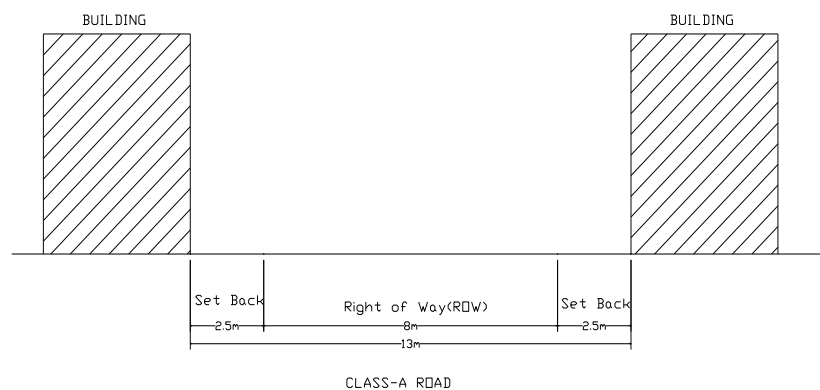 BUILDING
BUILDING
Set Back
Right of Way(ROW)
Set Back
2.5m
8m
2.5m
13m
CLASS-A ROAD